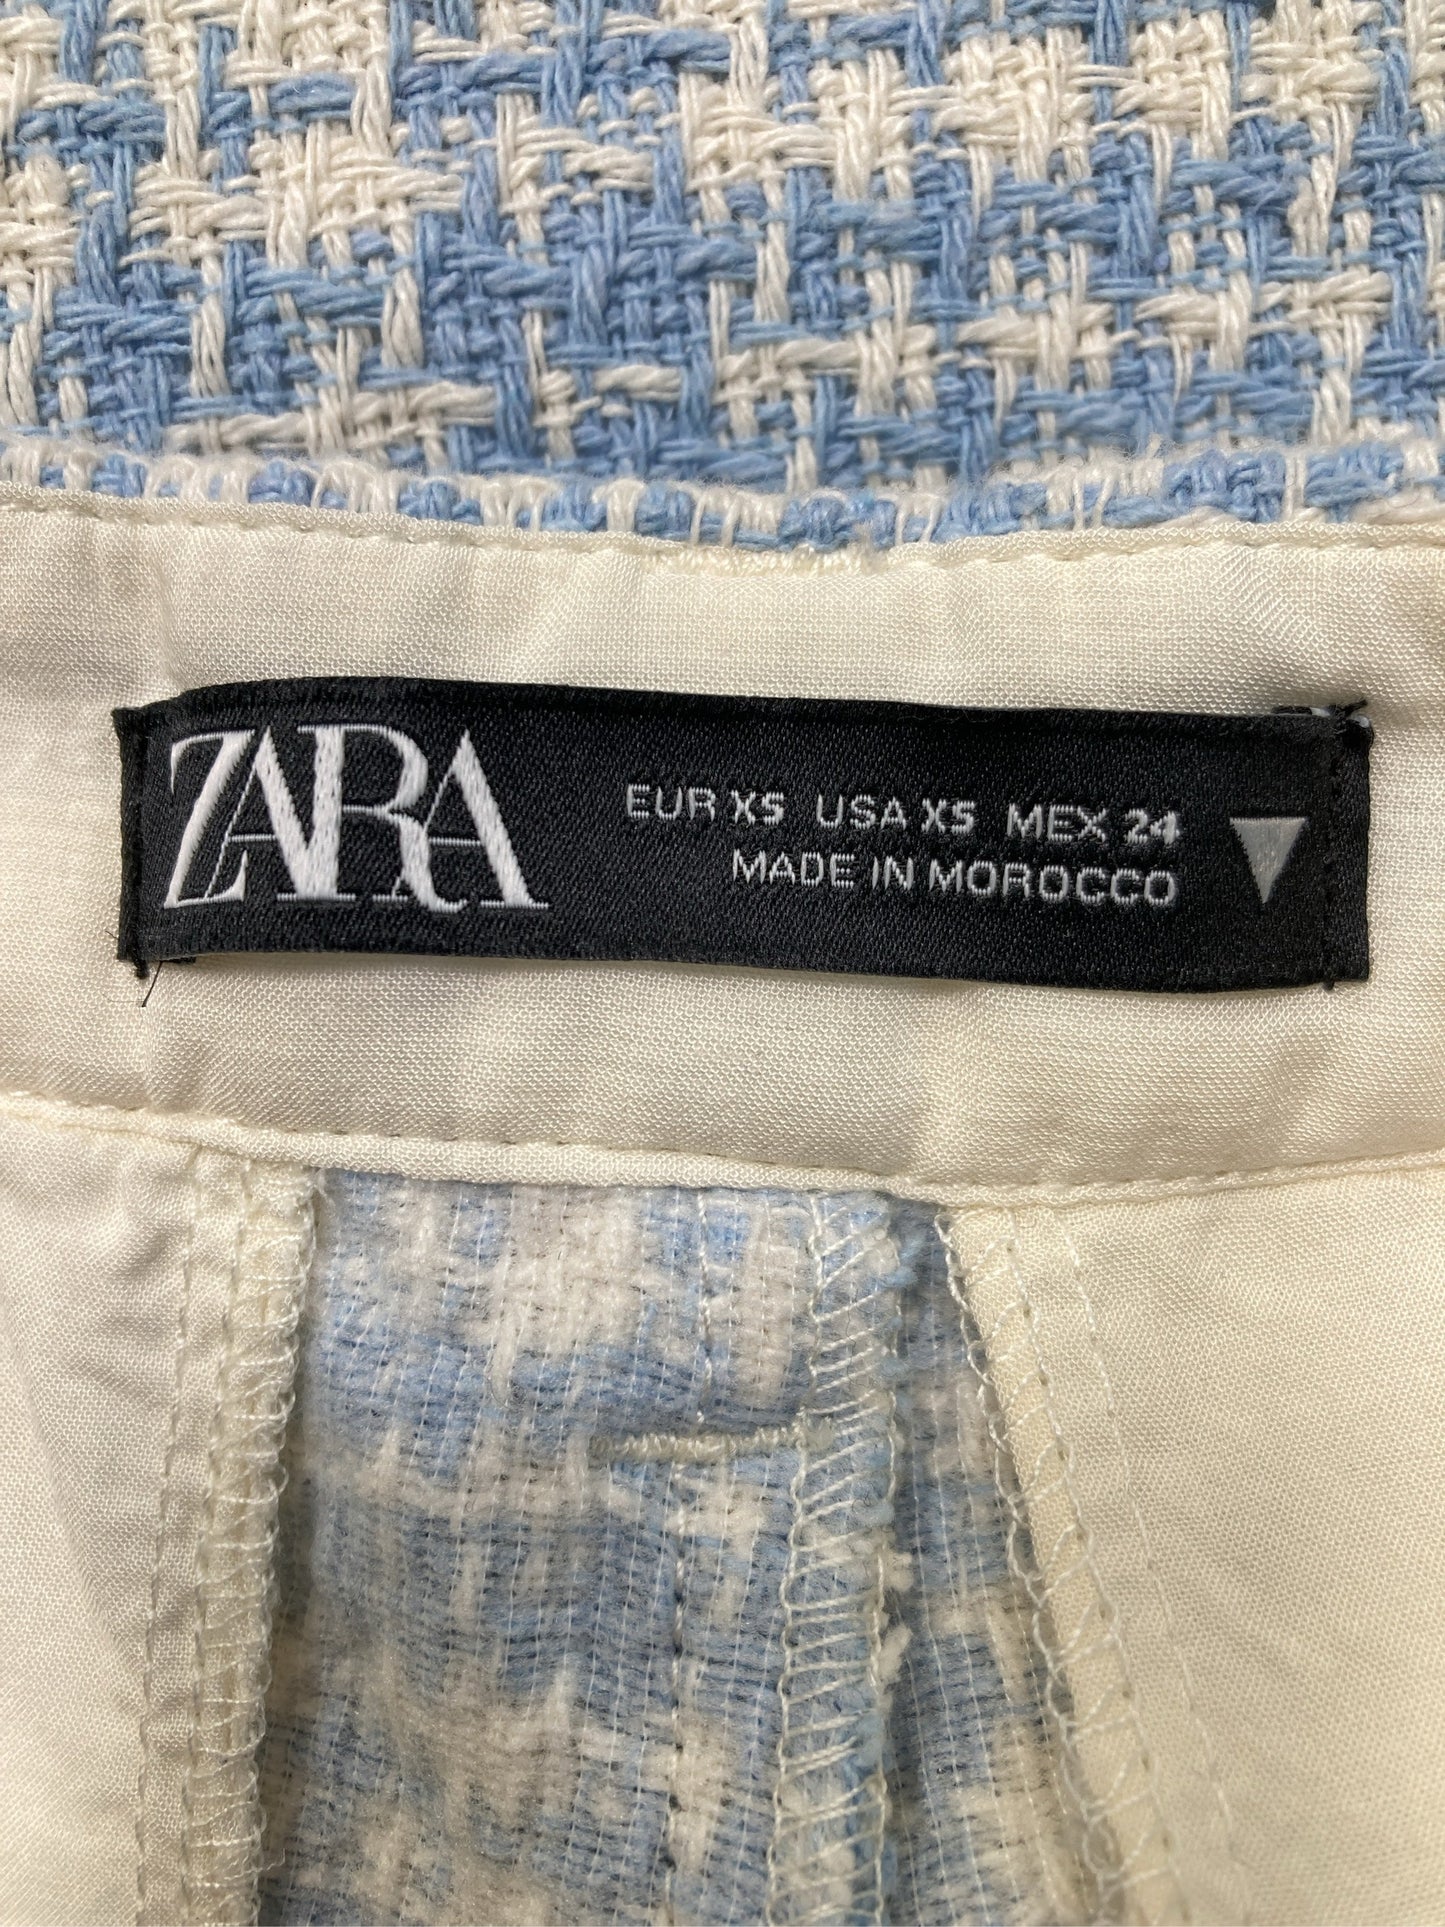 ZARA
EUR XS USA XS MEX 24
MADE IN MOROCCO